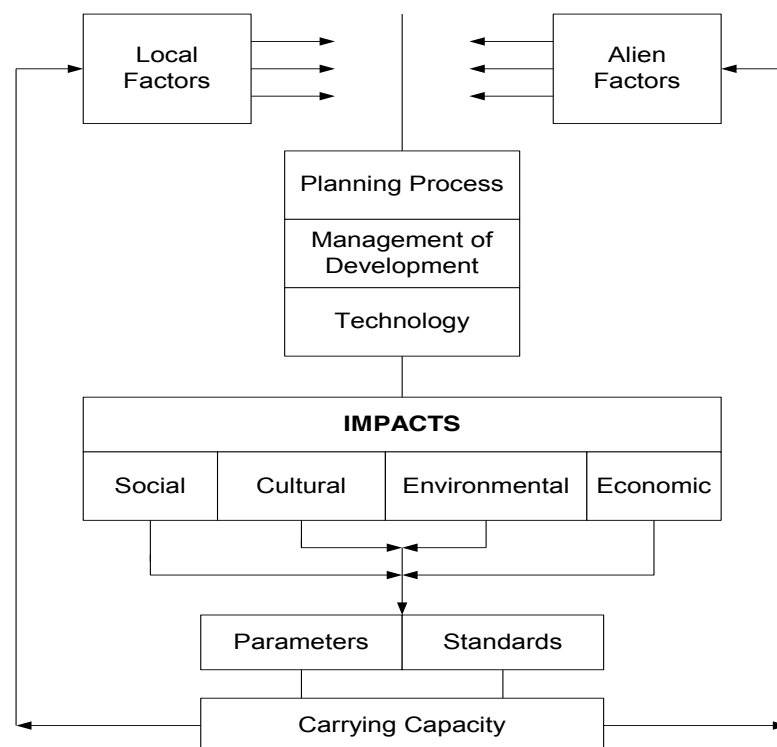 Local
Factors
Alien
Factors
Planning Process
Management of
Development
Technology
IMPACTS
Social
Cultural
Environmental
Economic
Parameters
Standards
Carrying Capacity